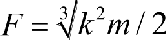 F = ∛k²m / 2